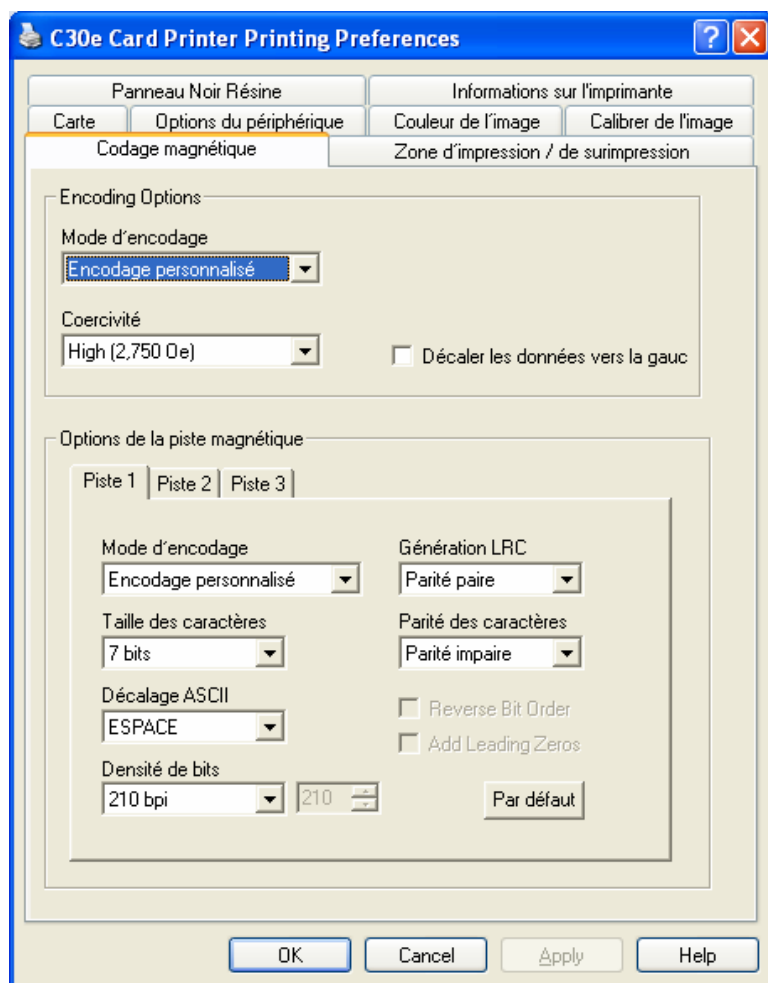 C30e Card Printer Printing Preferences
Panneau Noir Résine
Informations sur l'imprimante
Carte
Options du périphérique
Couleur de l´image
Calibrer de l'image
Codage magnétique
Zone d´impression / de surimpression
Encoding Options
Mode d´encodage
Encodage personnalisé
Coercivité
High (2,750 Oe)
Décaler les données vers la gauc
Options de la piste magnétique
Piste 1
Piste 2
Piste 3
Mode d´encodage
Génération LRC
Encodage personnalisé
Parité paire
Taille des caractères
Parité des caractères
7 bits
Parité impaire
Décalage ASCII
Reverse Bit Order
ESPACE
Add Leading Zeros
Densité de bits
210 bpi
210
Par défaut
OK
Cancel
Apply
Help